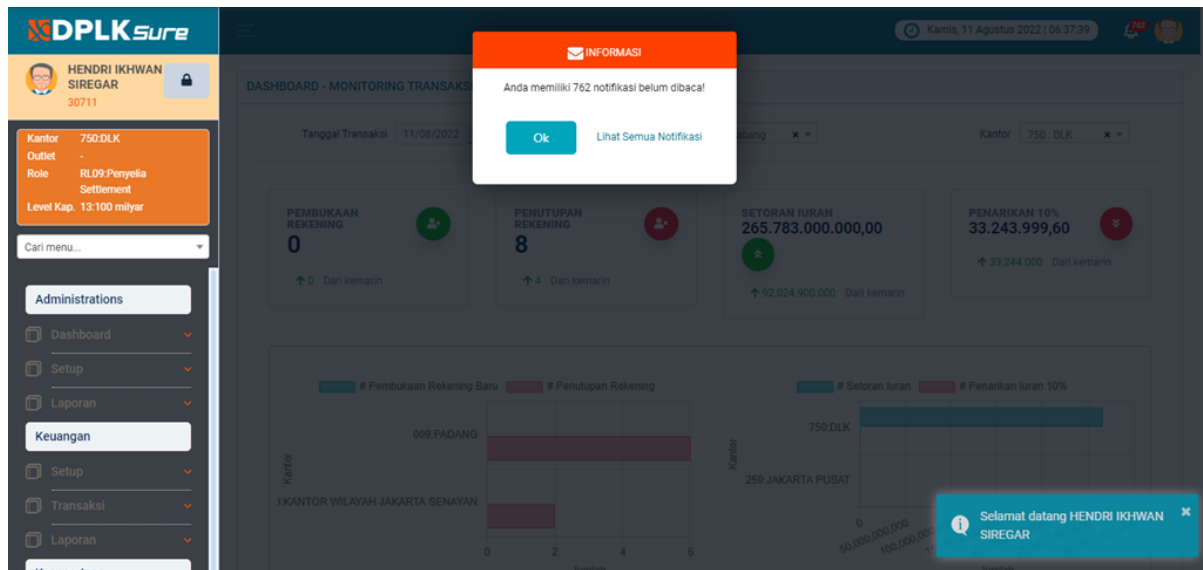 DPLK sure
HENDRI IKHWAN
SIREGAR
30711
Kantor 750:DLK
Outlet -
Role RL09:Penyelia
Settlement
Level Kap. 13:100 milyar
Cari menu...
Administrations
Dashboard
Setup
Laporan
Keuangan
Setup
Transaksi
Laporan
Kamis, 11 Agustus 2022 | 06:37:39
762
INFORMASI
Anda memiliki 762 notifikasi belum dibaca!
Ok
Lihat Semua Notifikasi
DASHBOARD - MONITORING TRANSAKS
Tanggal Transaksi 11/08/2022
abang ×
Kantor 750 : DLK ×
PEMBUKAAN
REKENING
0
0 Dari kemarin
PENUTUPAN
REKENING
8
4 Dari kemarin
SETORAN IURAN
265.783.000.000,00
92.024.900.000 Dari kemarin
PENARIKAN 10%
33.243.999,60
33.244.000 Dari kemarin
# Pembukaan Rekening Baru # Penutupan Rekening
Kantor
009:PADANG
:KANTOR WILAYAH JAKARTA SENAYAN
0 2 4 6
# Setoran Iuran # Penarikan Iuran 10%
Kantor
750:DLK
259:JAKARTA PUSAT
0
50,000,000,000
Selamat datang HENDRI IKHWAN ×
SIREGAR